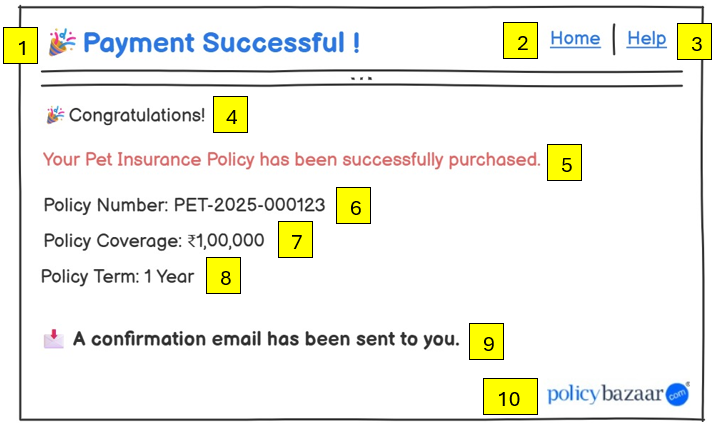 1 🎉 Payment Successful ! 2 Home | Help 3
...
🎉 Congratulations! 4
Your Pet Insurance Policy has been successfully purchased. 5
Policy Number: PET-2025-000123 6
Policy Coverage: ₹1,00,000 7
Policy Term: 1 Year 8
📩 A confirmation email has been sent to you. 9
10 policybazaar.com